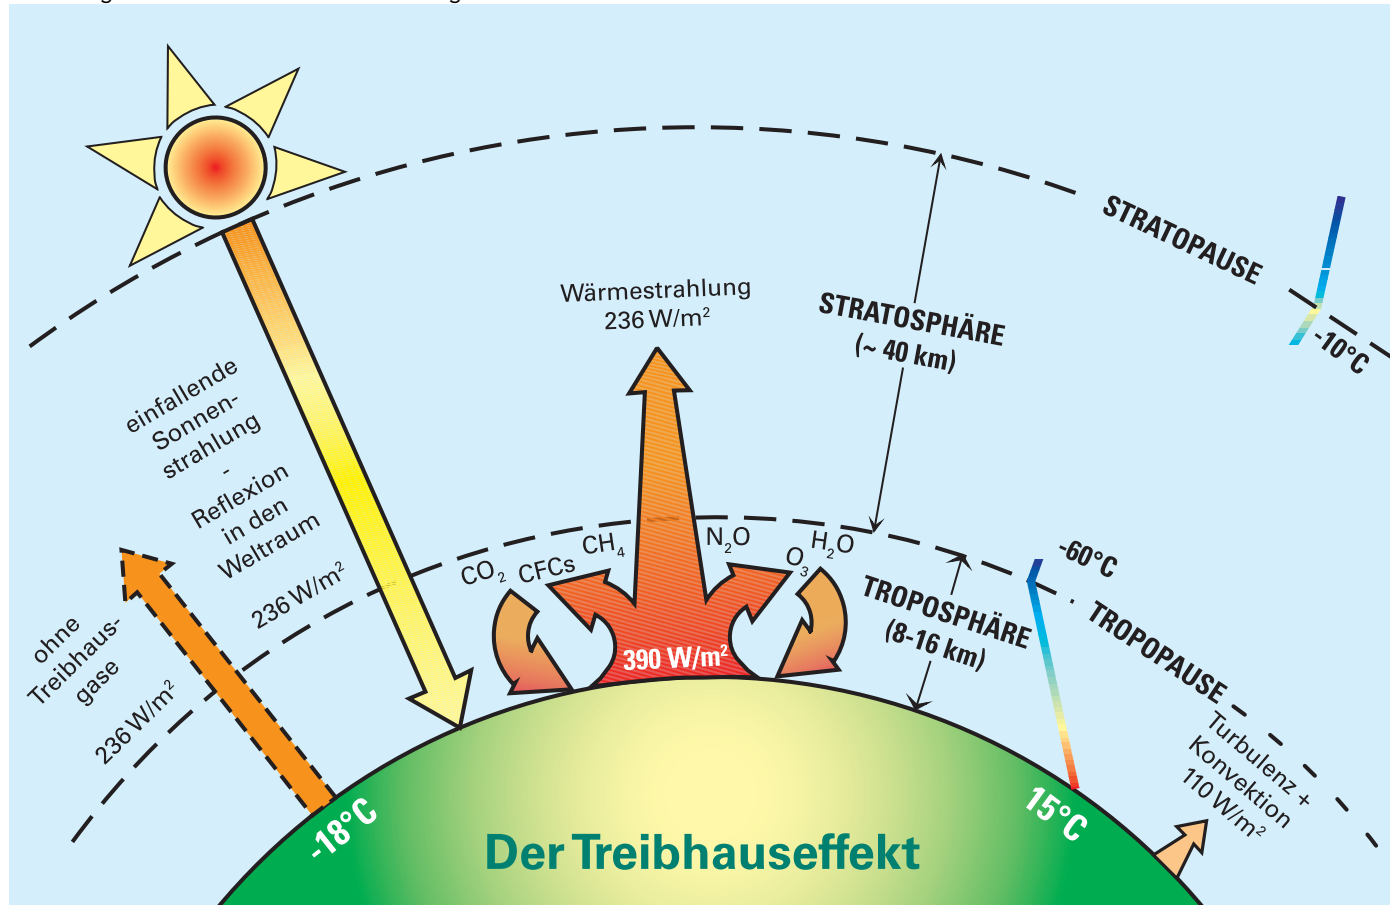 STRATOPAUSE
-10°C
Wärmestrahlung
236 W/m²
STRATOSPHÄRE
(~ 40 km)
einfallende
Sonnen-
strahlung
-
Reflexion
in den
Weltraum
236 W/m²
ohne
Treibhaus-
gase
236 W/m²
CO₂
CFCs
CH₄
N₂O
O₃
H₂O
TROPOSPHÄRE
(8-16 km)
-60°C
TROPOPAUSE
390 W/m²
Turbulenz +
Konvektion
110 W/m²
-18°C
15°C
Der Treibhauseffekt